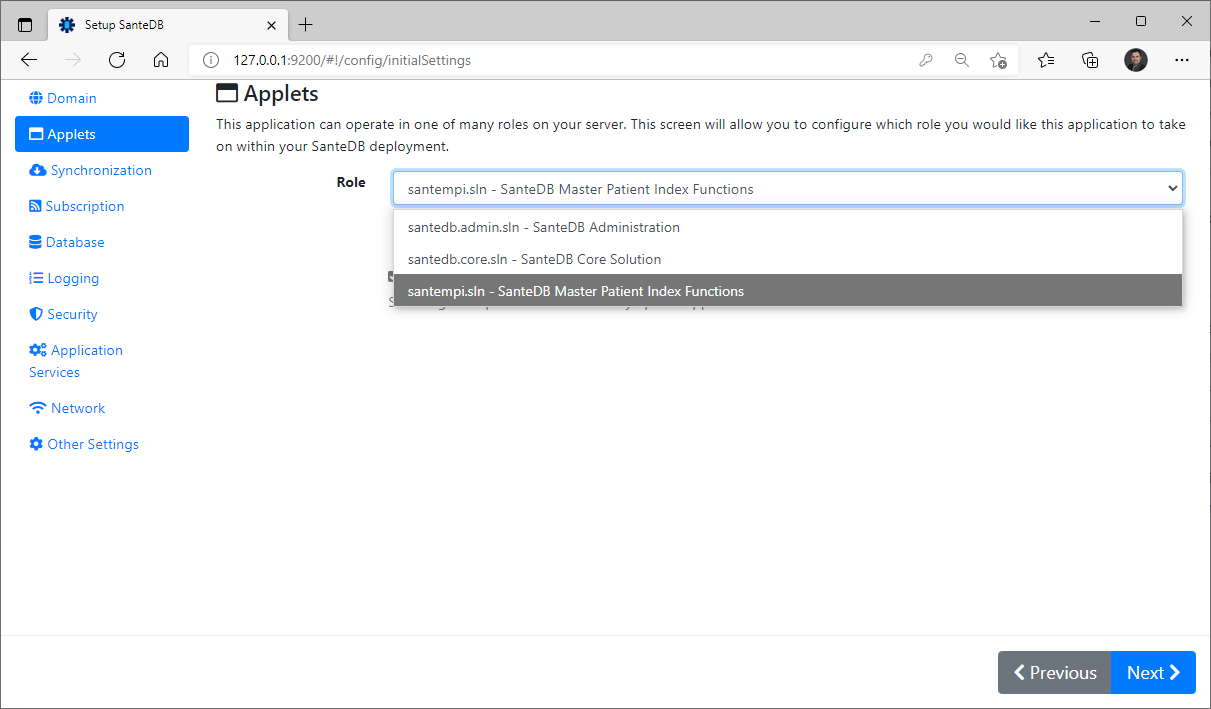 Setup SanteDB
127.0.0.1:9200/#!/config/initialSettings
Domain
Applets
Synchronization
Subscription
Database
Logging
Security
Application
Services
Network
Other Settings
Applets
This application can operate in one of many roles on your server. This screen will allow you to configure which role you would like this application to take
on within your SanteDB deployment.
Role
santempi.sln - SanteDB Master Patient Index Functions
santedb.admin.sln - SanteDB Administration
santedb.core.sln - SanteDB Core Solution
santempi.sln - SanteDB Master Patient Index Functions
Previous
Next